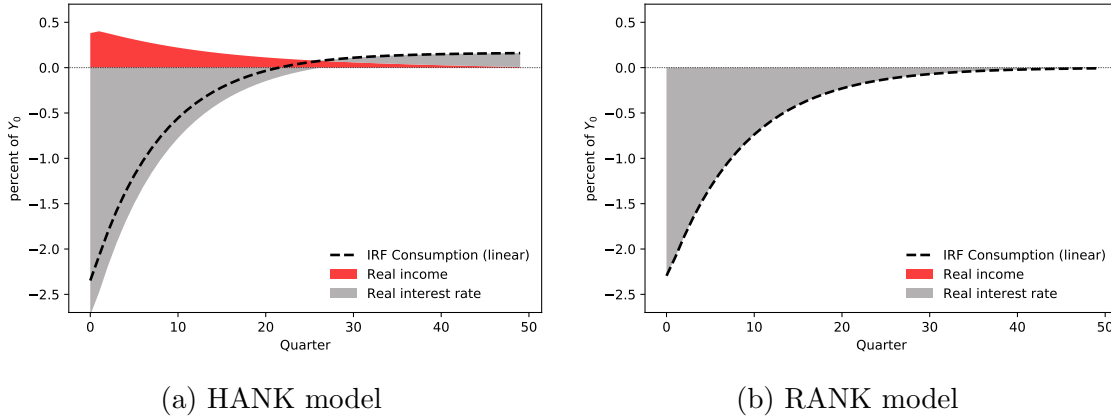 0.5
0.0
−0.5
−1.0
−1.5
−2.0
−2.5
percent of Y0
0 10 20 30 40 50
Quarter
IRF Consumption (linear)
Real income
Real interest rate
(a) HANK model
0.5
0.0
−0.5
−1.0
−1.5
−2.0
−2.5
percent of Y0
0 10 20 30 40 50
Quarter
IRF Consumption (linear)
Real income
Real interest rate
(b) RANK model